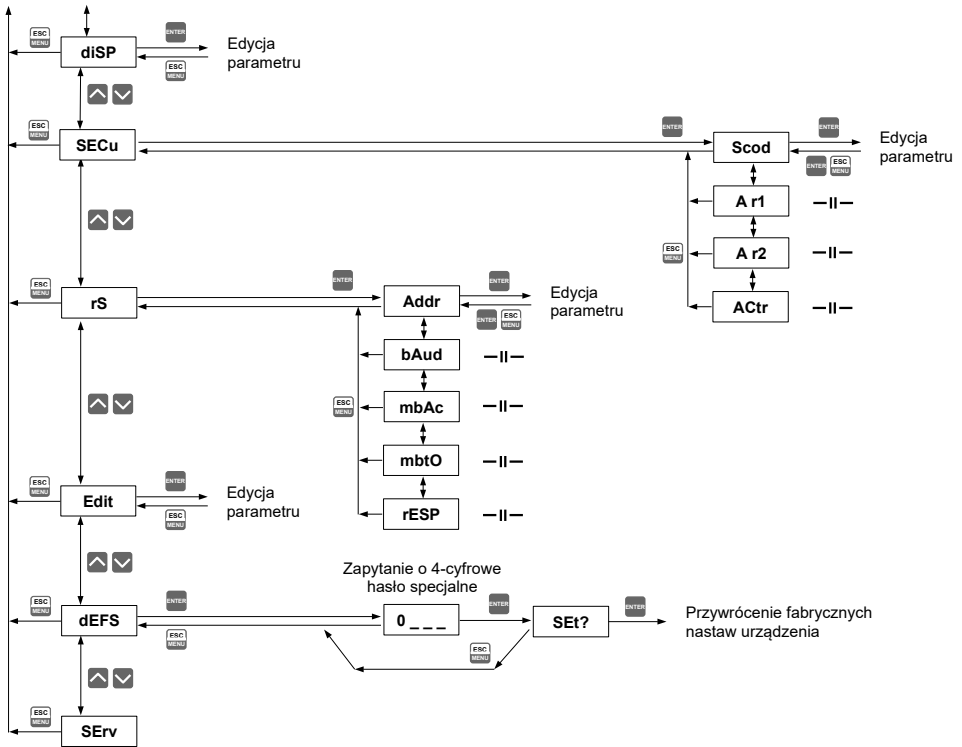 ESC
MENU
diSP
ENTER
ESC
MENU
Edycja
parametru
ESC
MENU
SECu
ENTER
Scod
ENTER
ENTER
ESC
MENU
Edycja
parametru
A r1
—II—
ESC
MENU
A r2
—II—
ACtr
—II—
ESC
MENU
rS
ENTER
Addr
ENTER
ENTER
ESC
MENU
Edycja
parametru
bAud
—II—
ESC
MENU
mbAc
—II—
mbtO
—II—
rESP
—II—
ESC
MENU
Edit
ENTER
ESC
MENU
Edycja
parametru
Zapytanie o 4-cyfrowe
hasło specjalne
ESC
MENU
dEFS
ENTER
ESC
MENU
0 _ _ _
ENTER
SEt?
ENTER
ESC
MENU
Przywrócenie fabrycznych
nastaw urządzenia
ESC
MENU
SErv